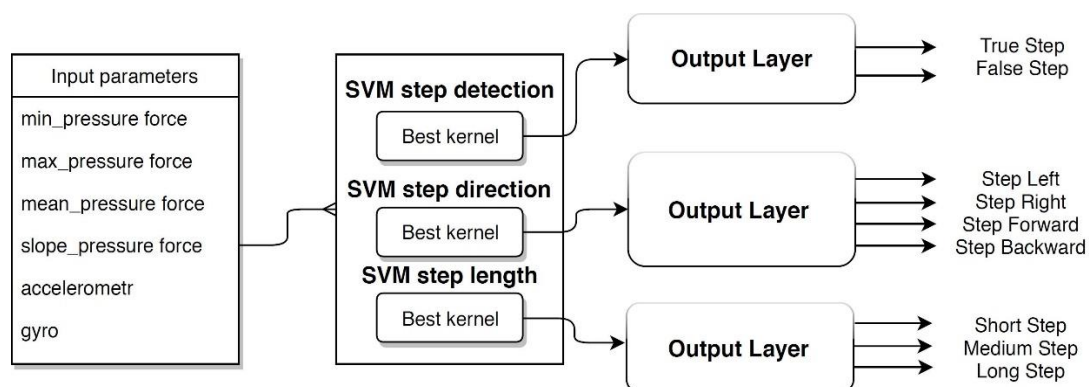 Input parameters
min_pressure force
max_pressure force
mean_pressure force
slope_pressure force
accelerometr
gyro
SVM step detection
Best kernel
SVM step direction
Best kernel
SVM step length
Best kernel
Output Layer
True Step
False Step
Output Layer
Step Left
Step Right
Step Forward
Step Backward
Output Layer
Short Step
Medium Step
Long Step